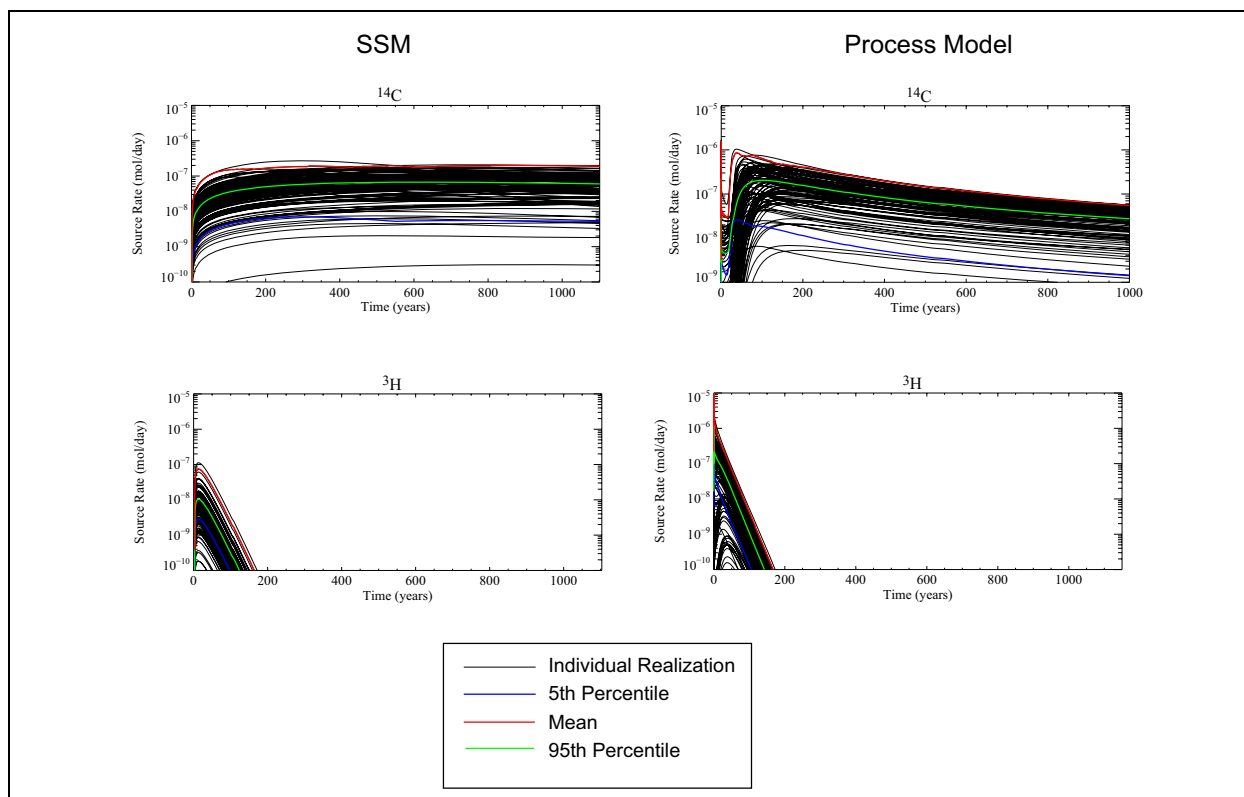 SSM
Process Model
14C
Source Rate (mol/day)
10-5
10-6
10-7
10-8
10-9
10-10
0 200 400 600 800 1000
Time (years)
14C
Source Rate (mol/day)
10-5
10-6
10-7
10-8
10-9
0 200 400 600 800 1000
Time (years)
3H
Source Rate (mol/day)
10-5
10-6
10-7
10-8
10-9
10-10
0 200 400 600 800 1000
Time (years)
3H
Source Rate (mol/day)
10-5
10-6
10-7
10-8
10-9
10-10
0 200 400 600 800 1000
Time (years)
Individual Realization
5th Percentile
Mean
95th Percentile